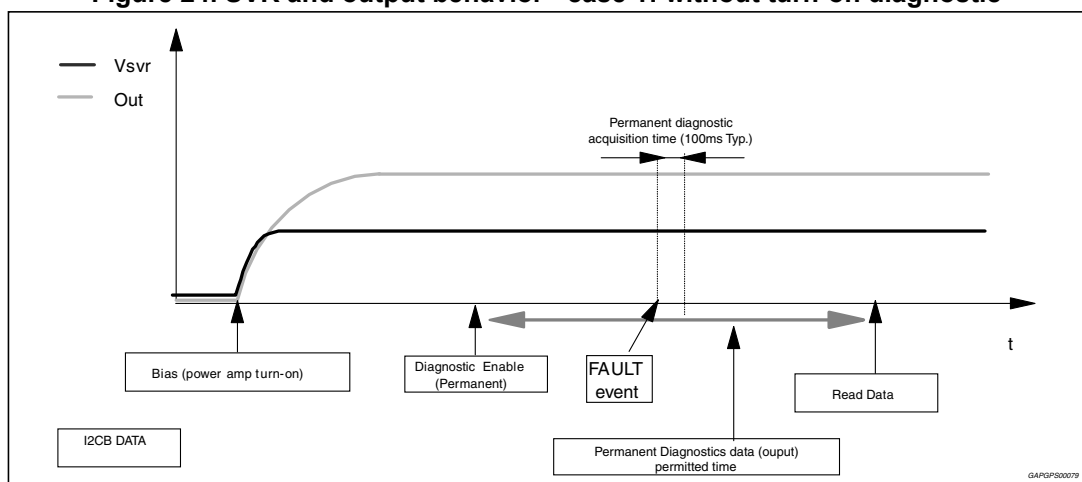 Figure 24. SVR and output behavior - case 1: without turn-on diagnostic
Vsvr
Out
Permanent diagnostic
acquisition time (100ms Typ.)
t
Bias (power amp turn-on)
Diagnostic Enable
(Permanent)
FAULT
event
Read Data
I2CB DATA
Permanent Diagnostics data (ouput)
permitted time
GAPGPS00079